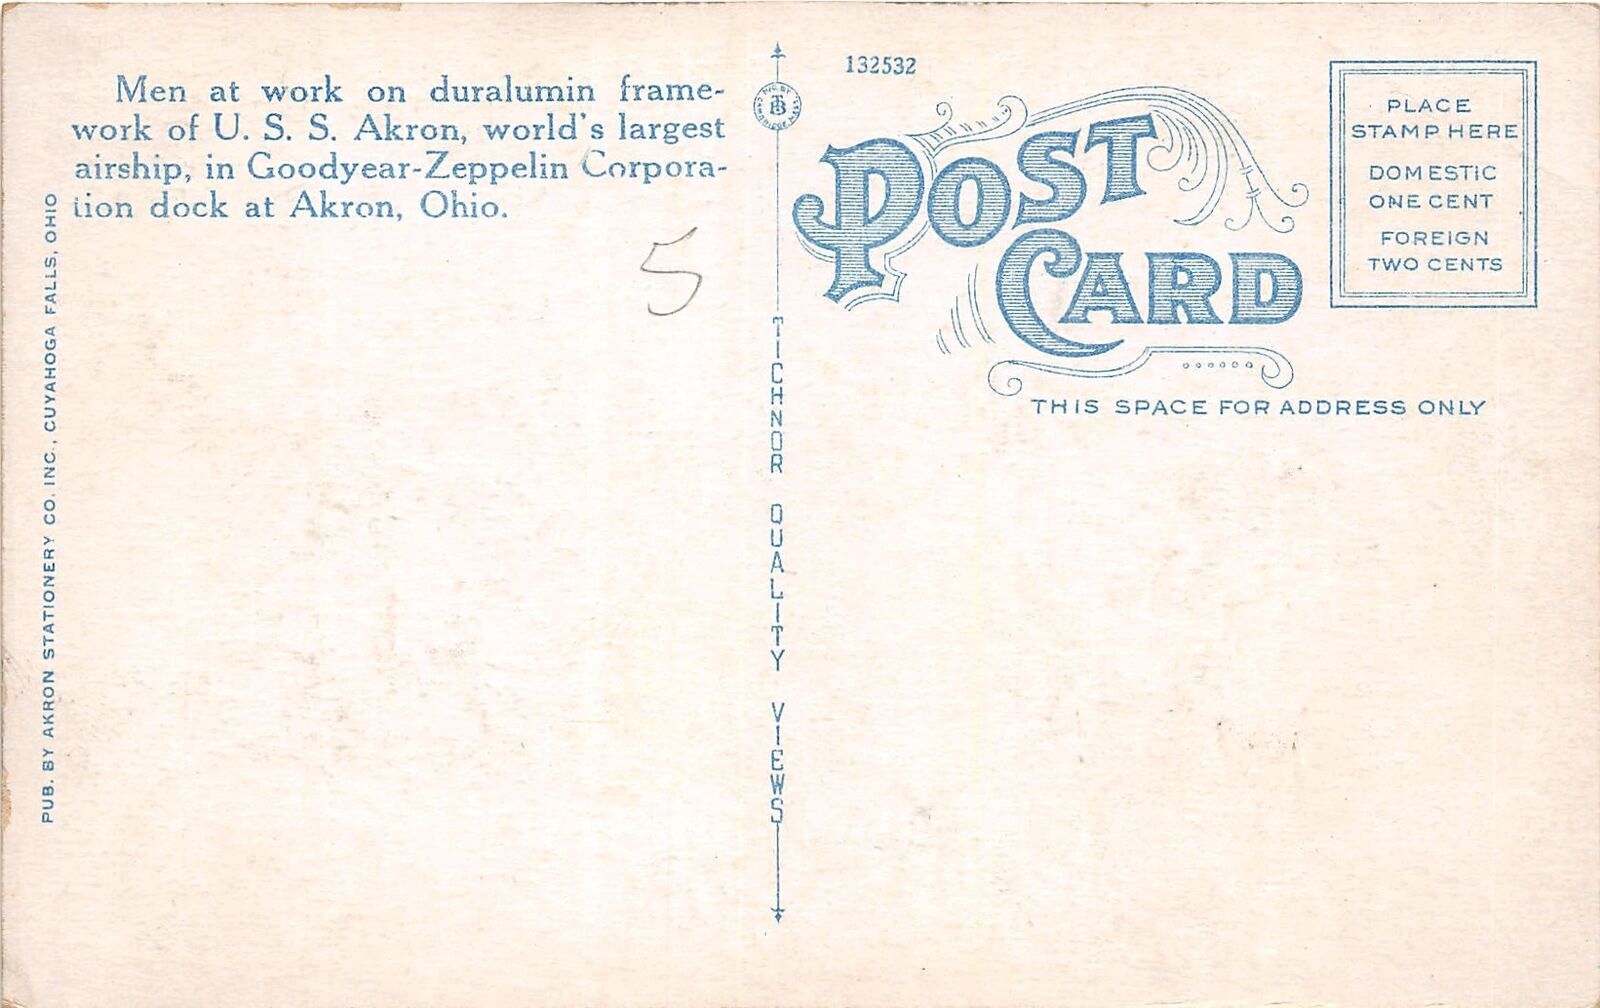 Men at work on duralumin frame-
work of U. S. S. Akron, world's largest
airship, in Goodyear-Zeppelin Corpora-
tion dock at Akron, Ohio.
5
PUB. BY AKRON STATIONERY CO. INC., CUYAHOGA FALLS, OHIO
TICHNOR QUALITY VIEWS
132532
POST
CARD
THIS SPACE FOR ADDRESS ONLY
PLACE
STAMP HERE
DOMESTIC
ONE CENT
FOREIGN
TWO CENTS